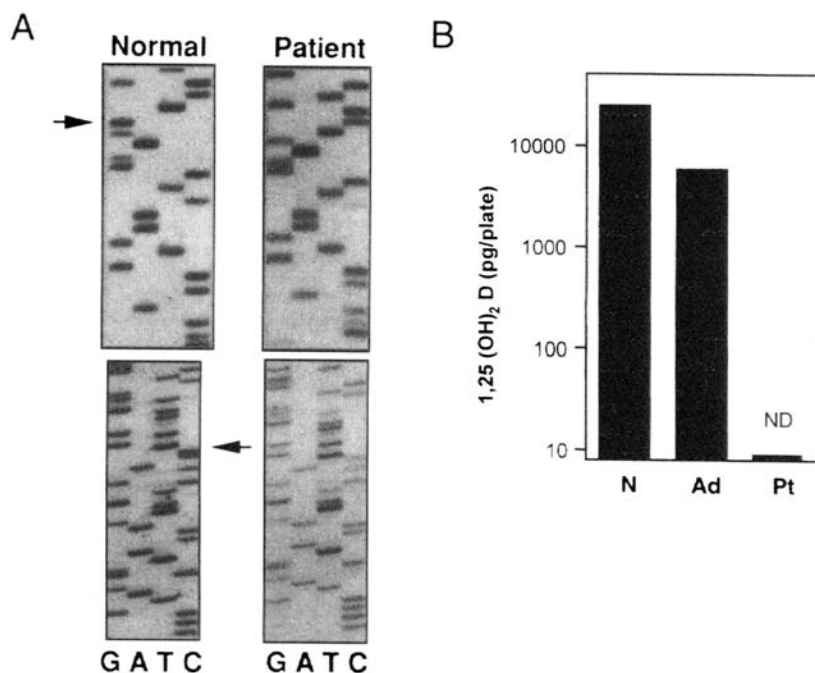 A
Normal Patient
G A T C G A T C
B
1,25 (OH)₂ D (pg/plate)
10000
1000
100
10
ND
N Ad Pt